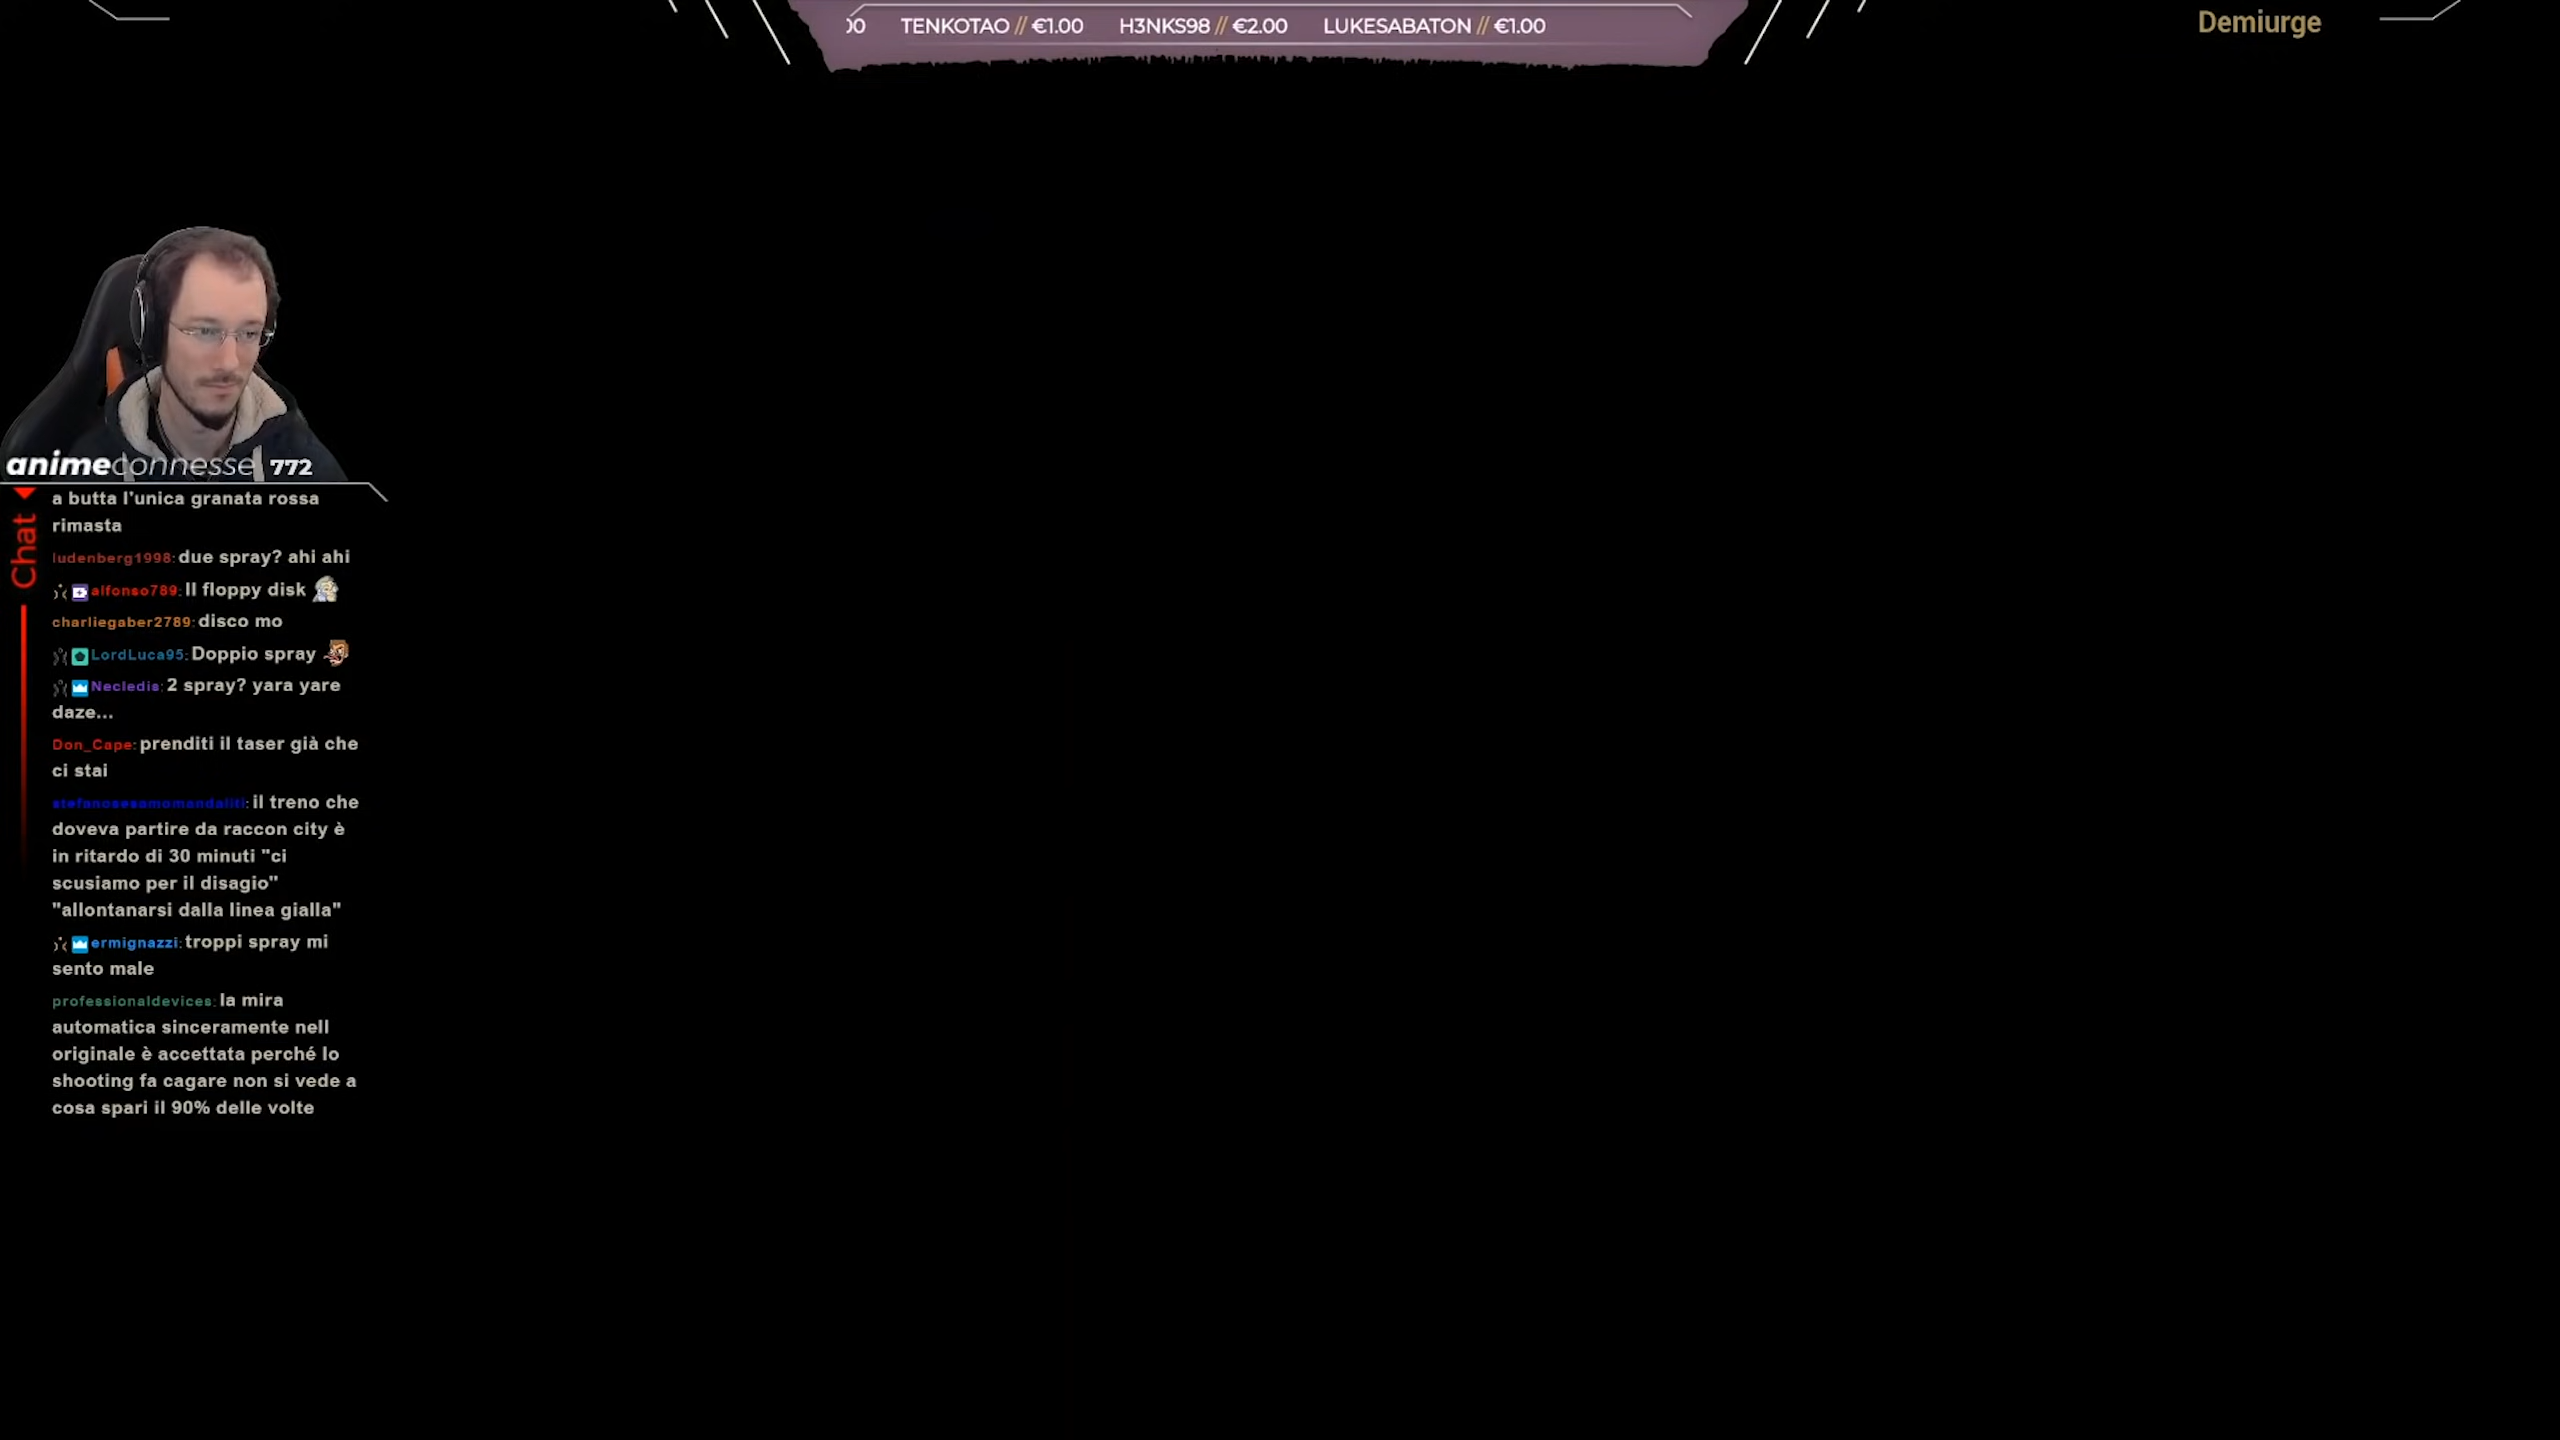 00 TENKOTAO // €1.00 H3NKS98 // €2.00 LUKESABATON // €1.00
Demiurge
animeconnesse 772
Chat
a butta l'unica granata rossa
rimasta
ludenberg1998: due spray? ahi ahi
alfonso789: Il floppy disk
charliegaber2789: disco mo
LordLuca95: Doppio spray
Necledis: 2 spray? yara yare
daze...
Don_Cape: prenditi il taser già che
ci stai
stefanosesamomandaliti: il treno che
doveva partire da raccon city è
in ritardo di 30 minuti "ci
scusiamo per il disagio"
"allontanarsi dalla linea gialla"
ermignazzi: troppi spray mi
sento male
professionaldevices: la mira
automatica sinceramente nell
originale è accettata perché lo
shooting fa cagare non si vede a
cosa spari il 90% delle volte